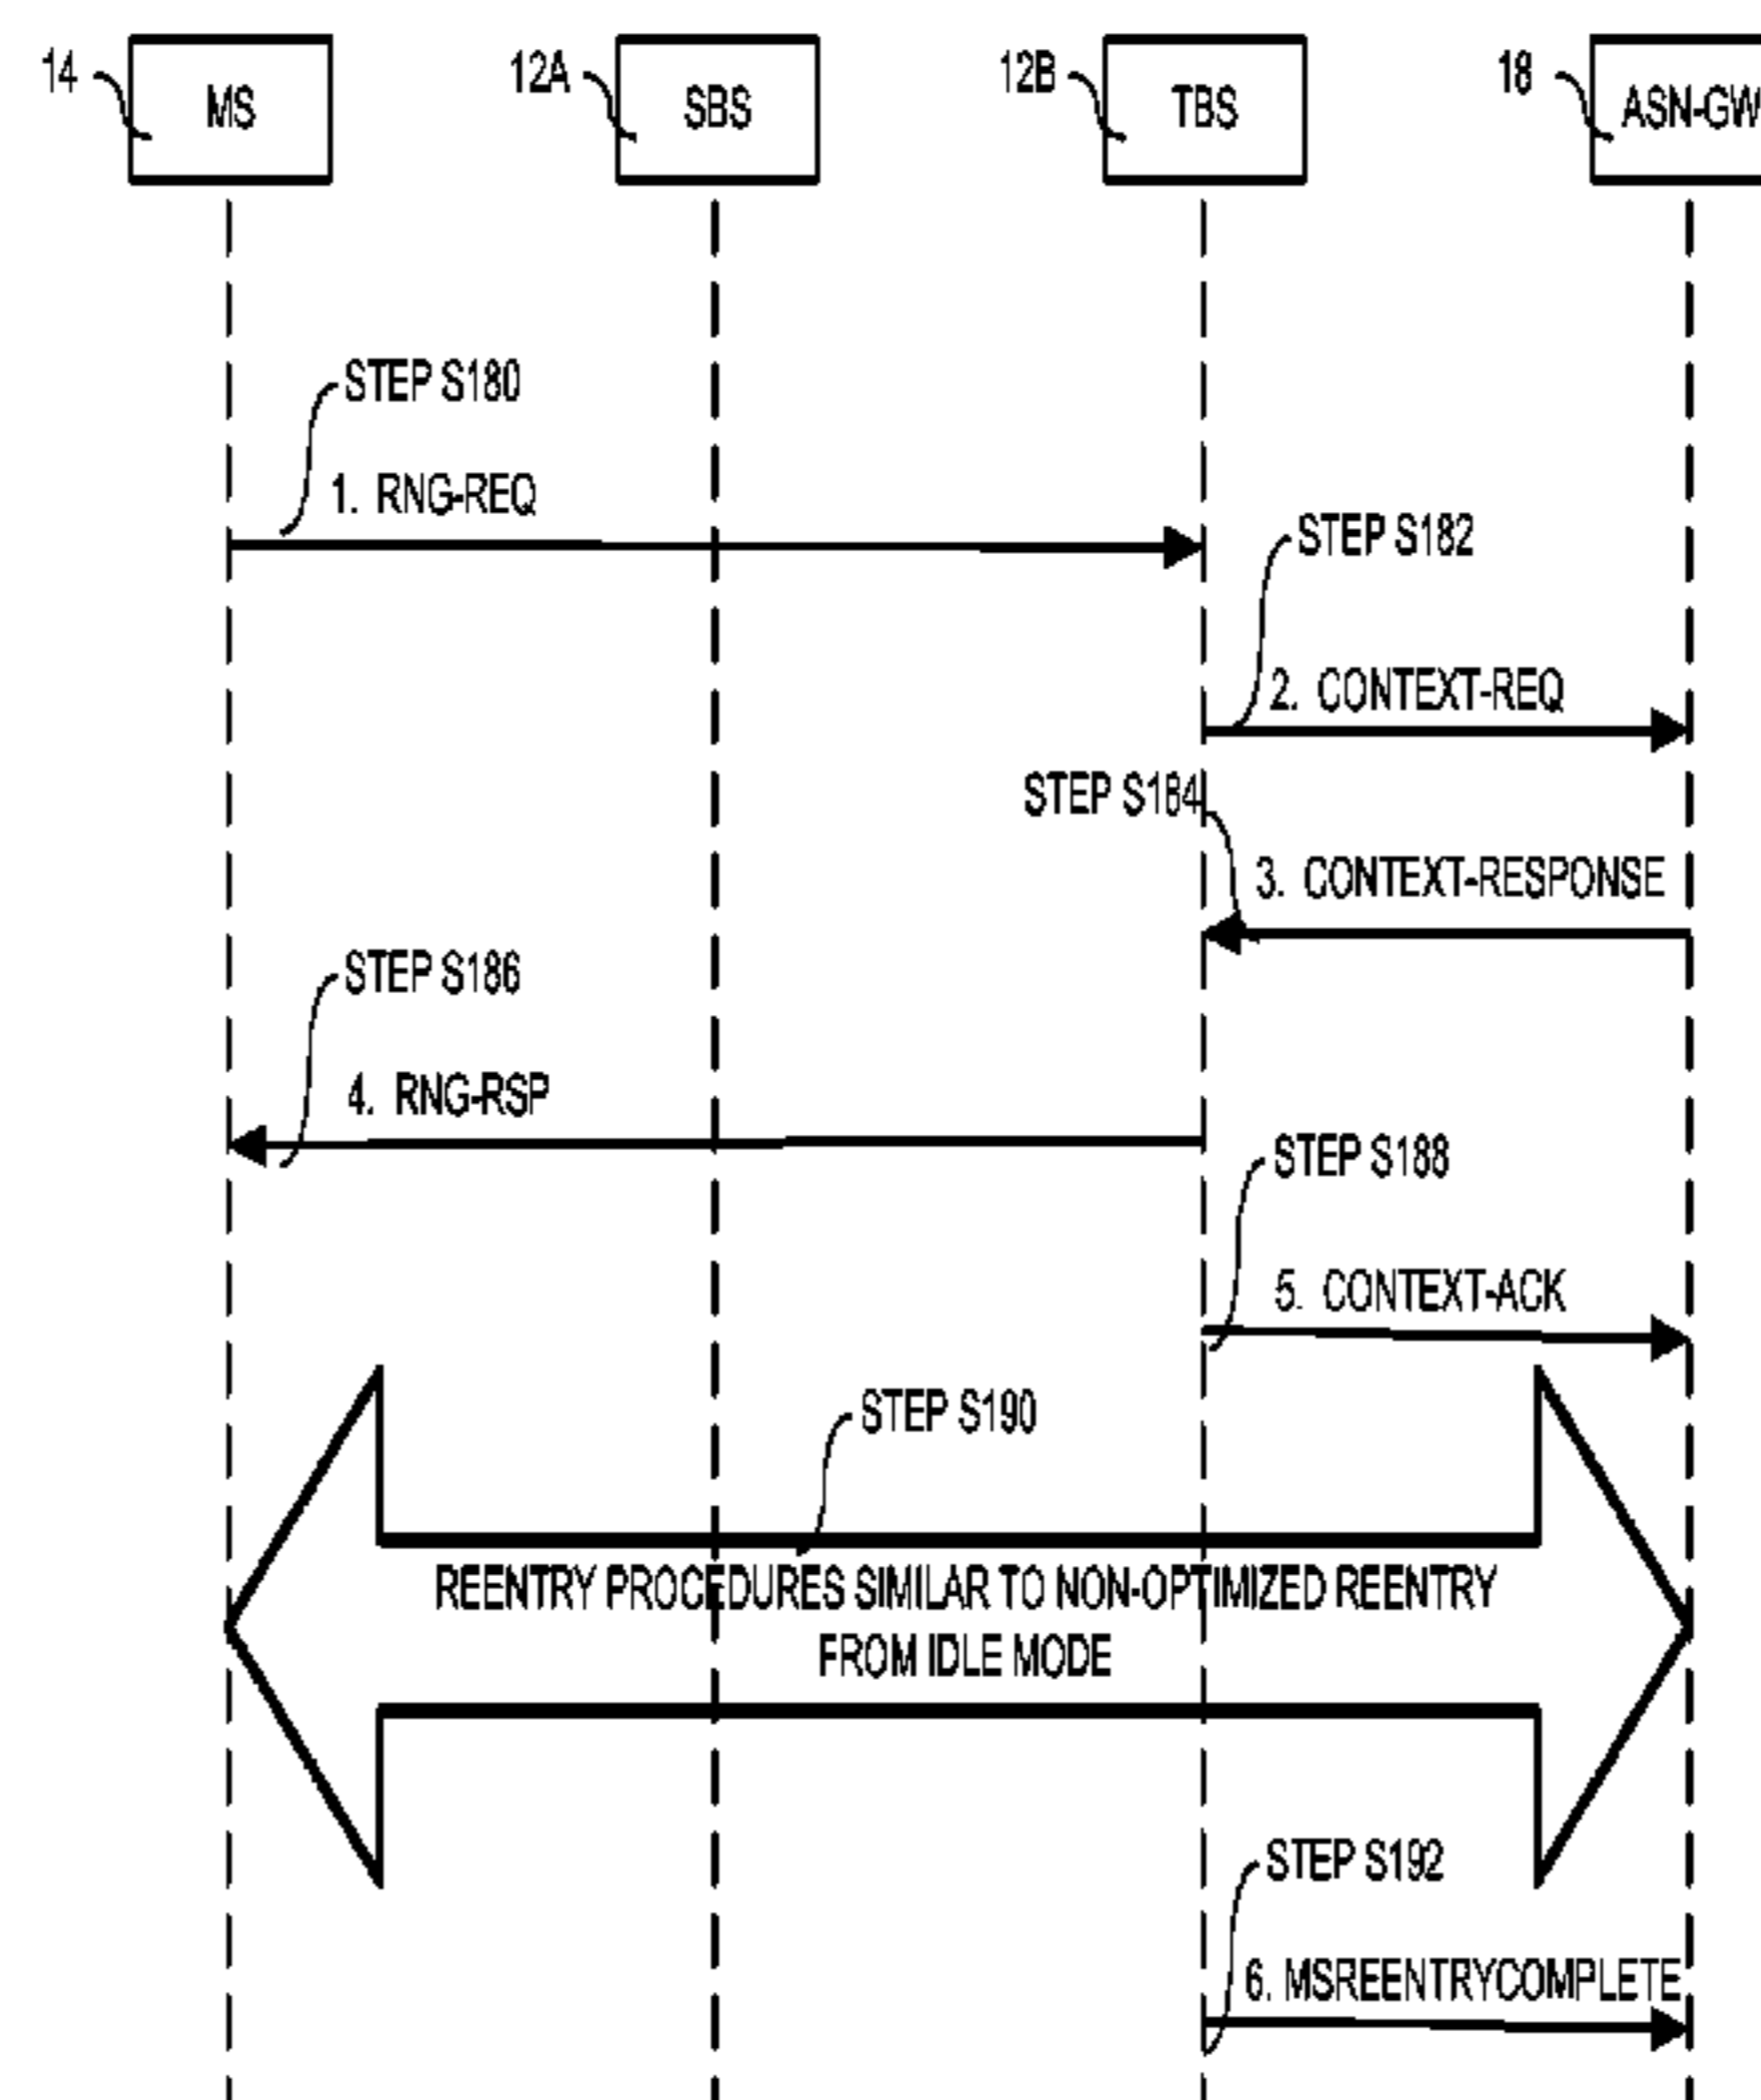 14
MS
12A
SBS
12B
TBS
18
ASN-GW
STEP S180
1. RNG-REQ
STEP S182
2. CONTEXT-REQ
STEP S184
3. CONTEXT-RESPONSE
STEP S186
4. RNG-RSP
STEP S188
5. CONTEXT-ACK
STEP S190
REENTRY PROCEDURES SIMILAR TO NON-OPTIMIZED REENTRY
FROM IDLE MODE
STEP S192
6. MSREENTRYCOMPLETE